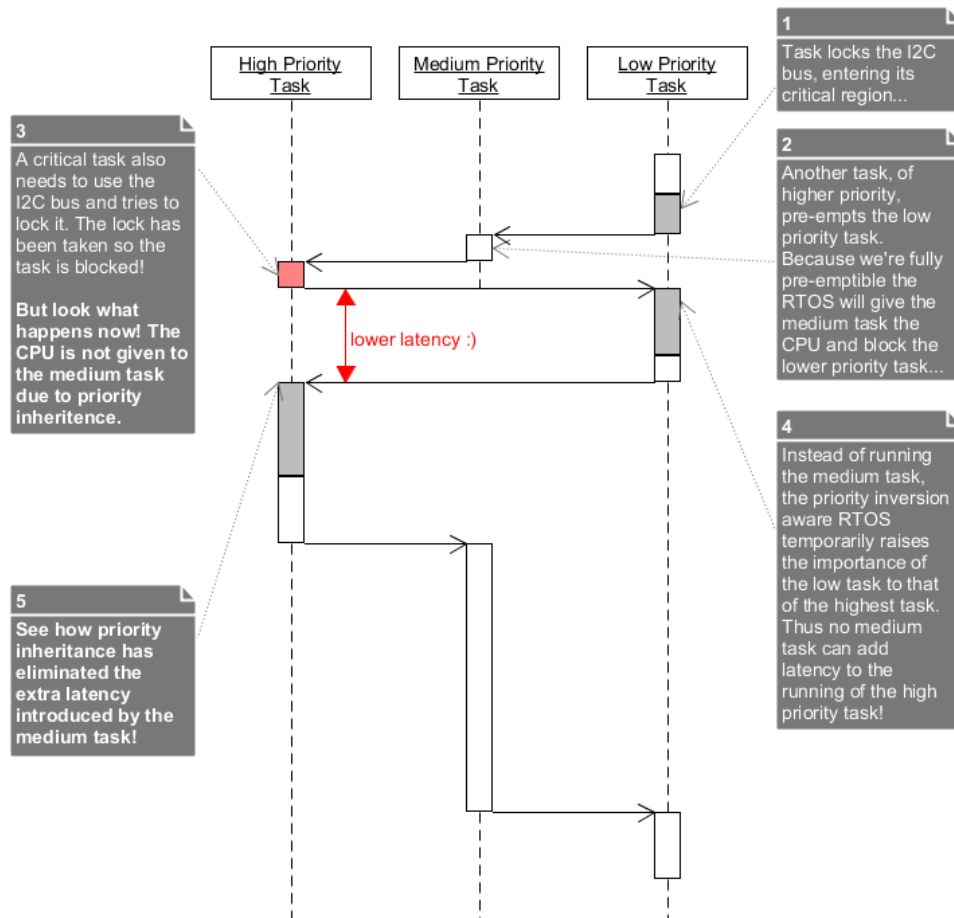 High Priority
Task
Medium Priority
Task
Low Priority
Task
1
Task locks the I2C
bus, entering its
critical region...
2
Another task, of
higher priority,
pre-empts the low
priority task.
Because we're fully
pre-emptible the
RTOS will give the
medium task the
CPU and block the
lower priority task...
3
A critical task also
needs to use the
I2C bus and tries to
lock it. The lock has
been taken so the
task is blocked!
But look what
happens now! The
CPU is not given to
the medium task
due to priority
inheritence.
lower latency :)
4
Instead of running
the medium task,
the priority inversion
aware RTOS
temporarily raises
the importance of
the low task to that
of the highest task.
Thus no medium
task can add
latency to the
running of the high
priority task!
5
See how priority
inheritance has
eliminated the
extra latency
introduced by the
medium task!